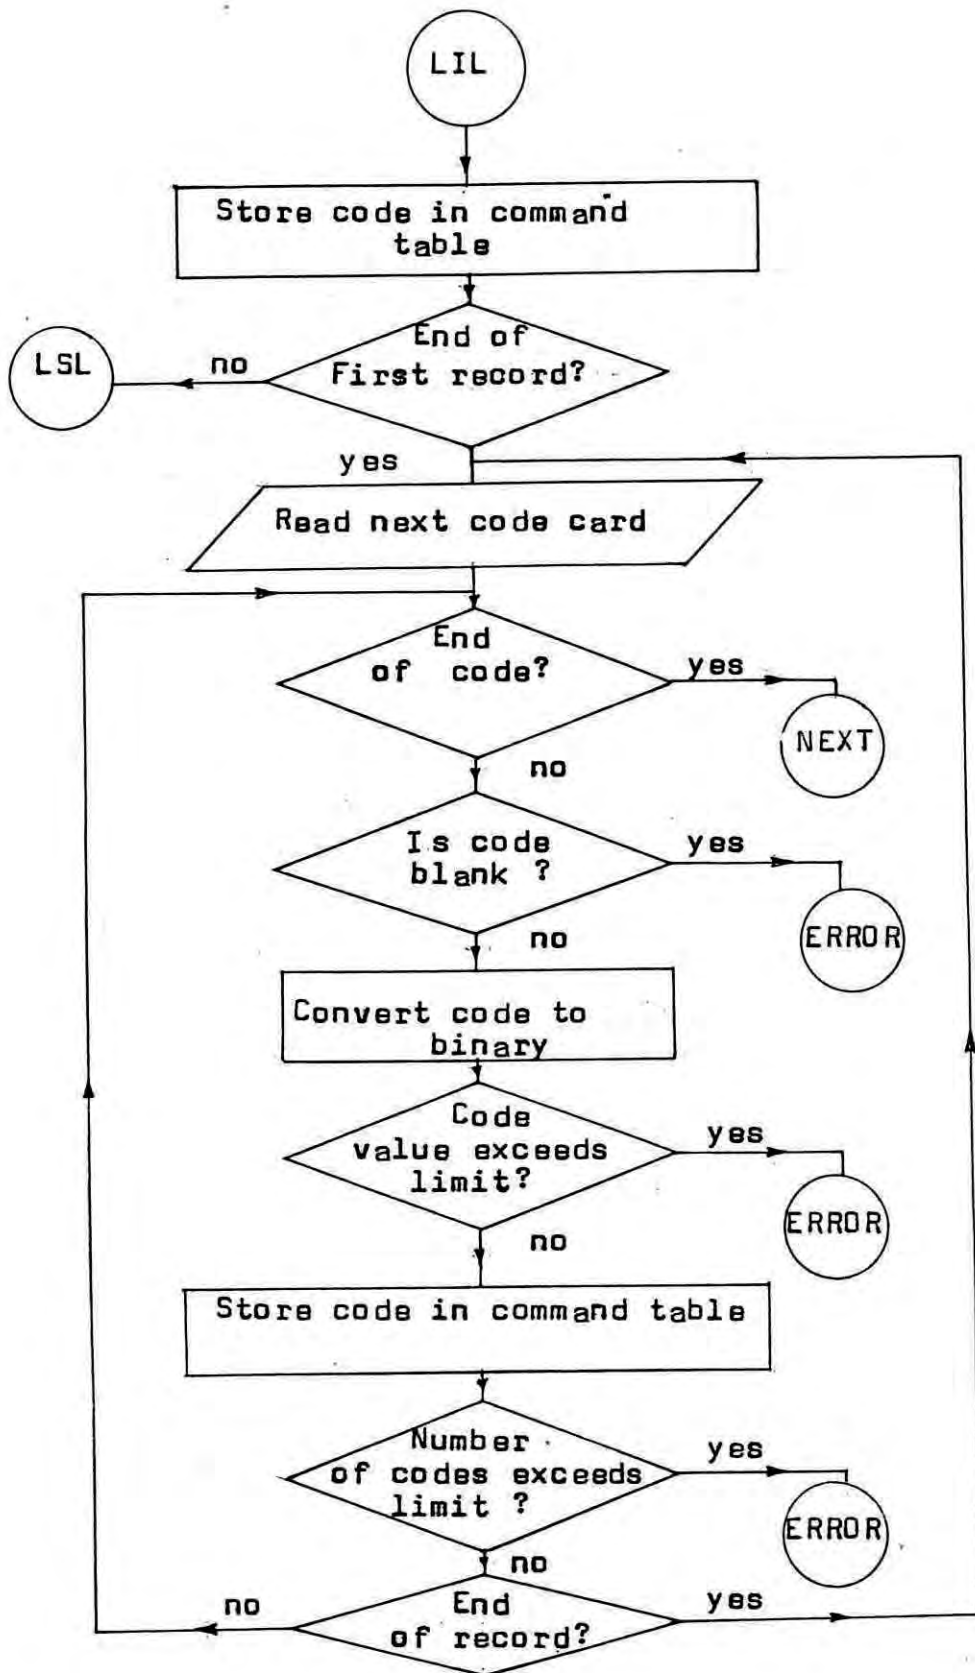 LIL
Store code in command
table
End of
First record?
no
LSL
yes
Read next code card
End
of code?
yes
NEXT
no
Is code
blank ?
yes
ERROR
no
Convert code to
binary
Code
value exceeds
limit?
yes
ERROR
no
Store code in command table
Number
of codes exceeds
limit ?
yes
ERROR
no
End
of record?
no
yes